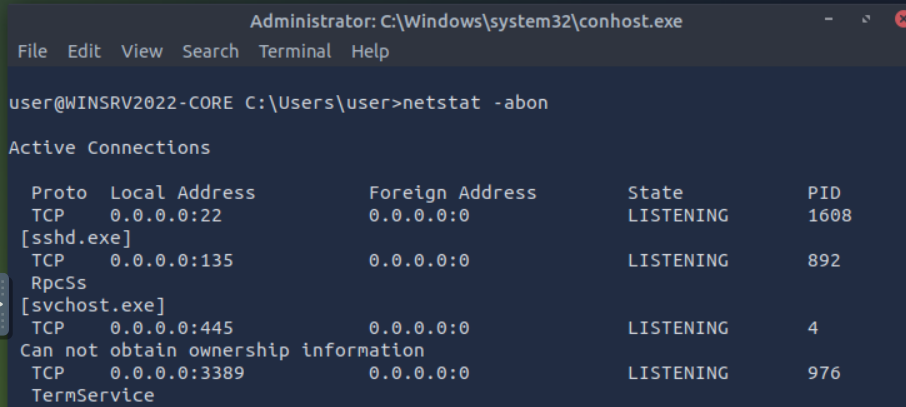 Administrator: C:\Windows\system32\conhost.exe
File Edit View Search Terminal Help
user@WINSRV2022-CORE C:\Users\user>netstat -abon
Active Connections
Proto Local Address Foreign Address State PID
TCP 0.0.0.0:22 0.0.0.0:0 LISTENING 1608
[sshd.exe]
TCP 0.0.0.0:135 0.0.0.0:0 LISTENING 892
RpcSs
[svchost.exe]
TCP 0.0.0.0:445 0.0.0.0:0 LISTENING 4
Can not obtain ownership information
TCP 0.0.0.0:3389 0.0.0.0:0 LISTENING 976
TermService